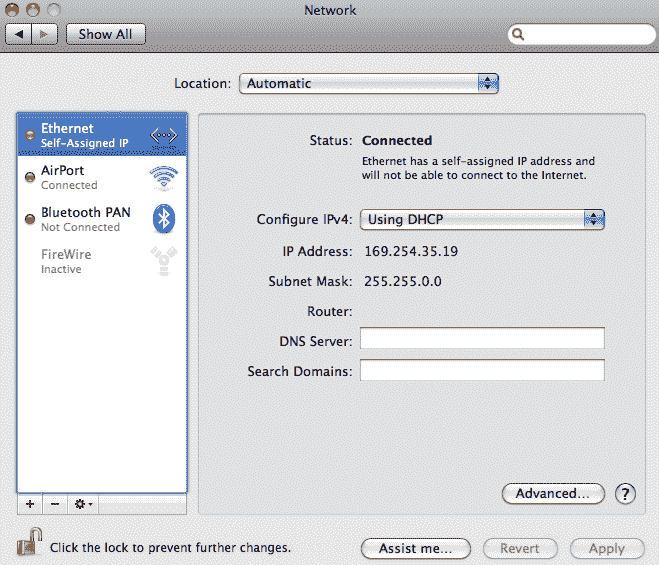 Network
Show All
Location: Automatic
Ethernet
Self-Assigned IP
AirPort
Connected
Bluetooth PAN
Not Connected
FireWire
Inactive
Status: Connected
Ethernet has a self-assigned IP address and
will not be able to connect to the Internet.
Configure IPv4: Using DHCP
IP Address: 169.254.35.19
Subnet Mask: 255.255.0.0
Router:
DNS Server:
Search Domains:
Advanced... ?
Click the lock to prevent further changes.
Assist me... Revert Apply